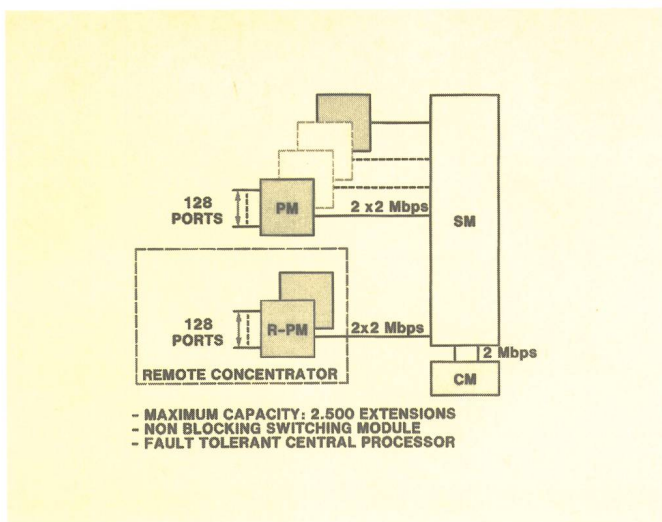 128
PORTS
PM
2 x2 Mbps
SM
128
PORTS
R-PM
2x2 Mbps
REMOTE CONCENTRATOR
2 Mbps
CM
- MAXIMUM CAPACITY: 2.500 EXTENSIONS
- NON BLOCKING SWITCHING MODULE
- FAULT TOLERANT CENTRAL PROCESSOR